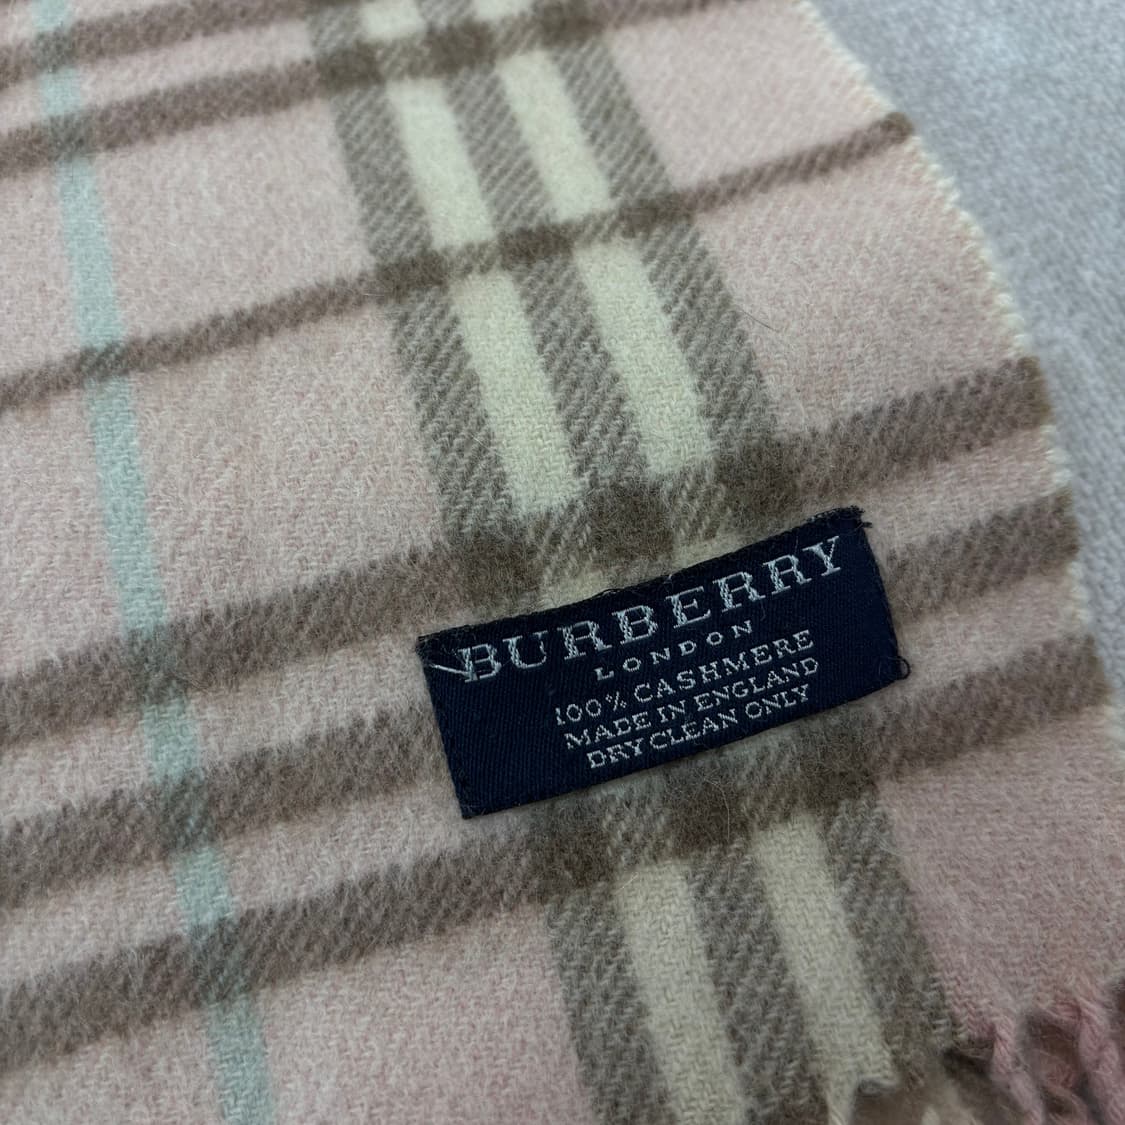 BURBERRY
LONDON
100% CASHMERE
MADE IN ENGLAND
DRY CLEAN ONLY